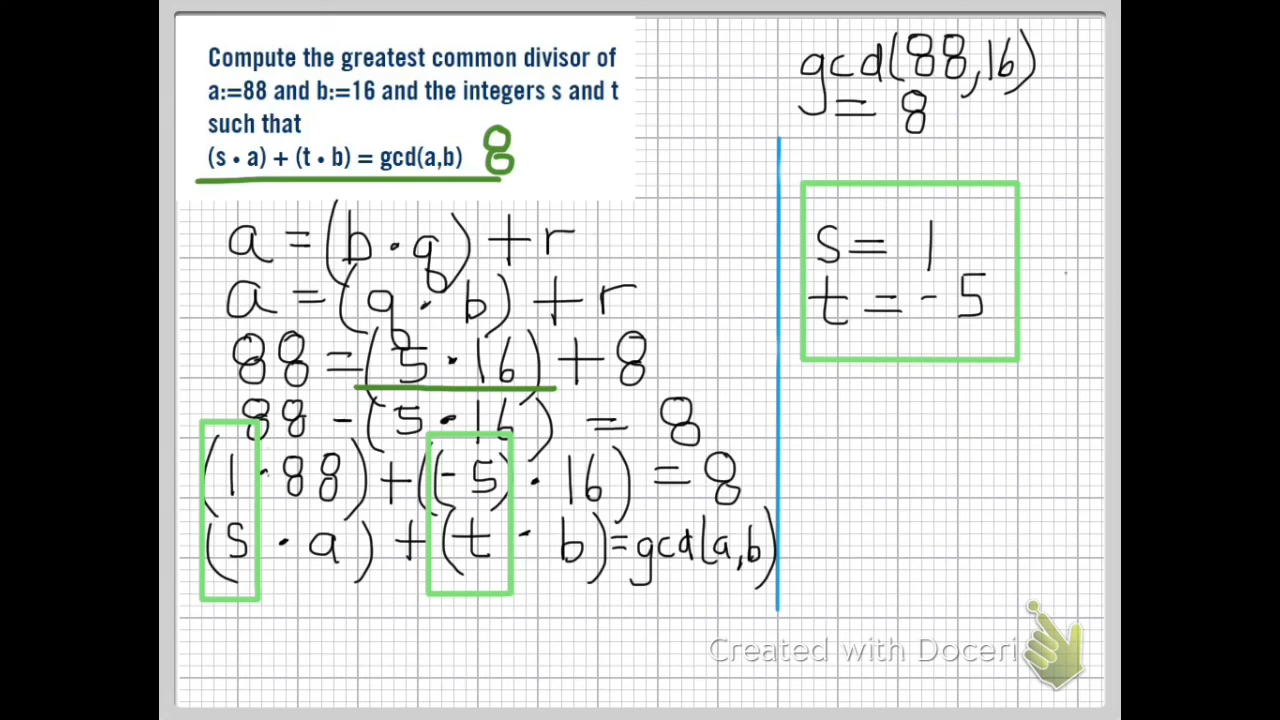 Compute the greatest common divisor of
a:=88 and b:=16 and the integers s and t
such that
(s • a) + (t • b) = gcd(a,b) 8
a = (b · q) + r
a = (q · b) + r
88 = (5 · 16) + 8
88 - (5 · 16) = 8
(1 · 88) + ((-5) · 16) = 8
(s · a) + (t · b) = gcd(a,b)
gcd(88,16)
= 8
s = 1
t = -5
Created with Doceri